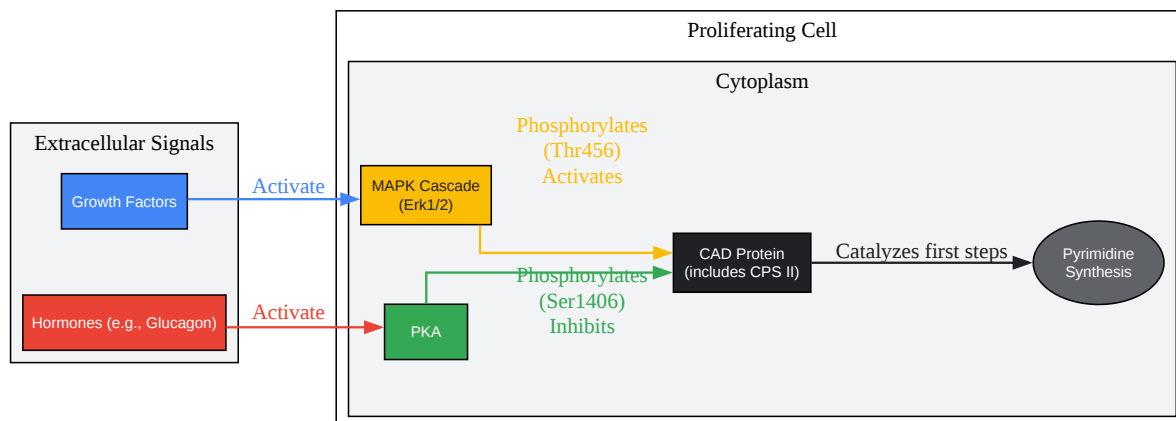 Proliferating Cell
Cytoplasm
Extracellular Signals
Growth Factors
Activate
MAPK Cascade
(Erk1/2)
Phosphorylates
(Thr456)
Activates
Hormones (e.g., Glucagon)
Activate
PKA
Phosphorylates
(Ser1406)
Inhibits
CAD Protein
(includes CPS II)
Catalyzes first steps
Pyrimidine
Synthesis